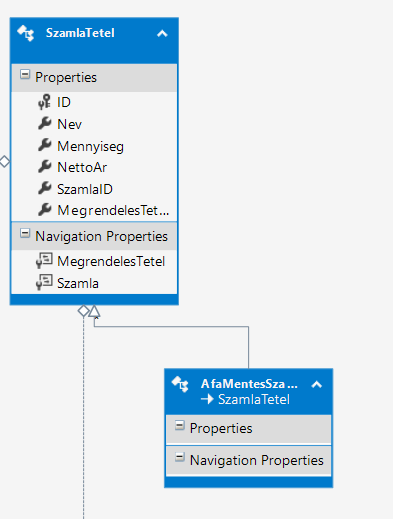 SzamlaTetel
Properties
ID
Nev
Mennyiseg
NettoAr
SzamlaID
MegrendelesTet...
Navigation Properties
MegrendelesTetel
Szamla
AfaMentesSza...
SzamlaTetel
Properties
Navigation Properties